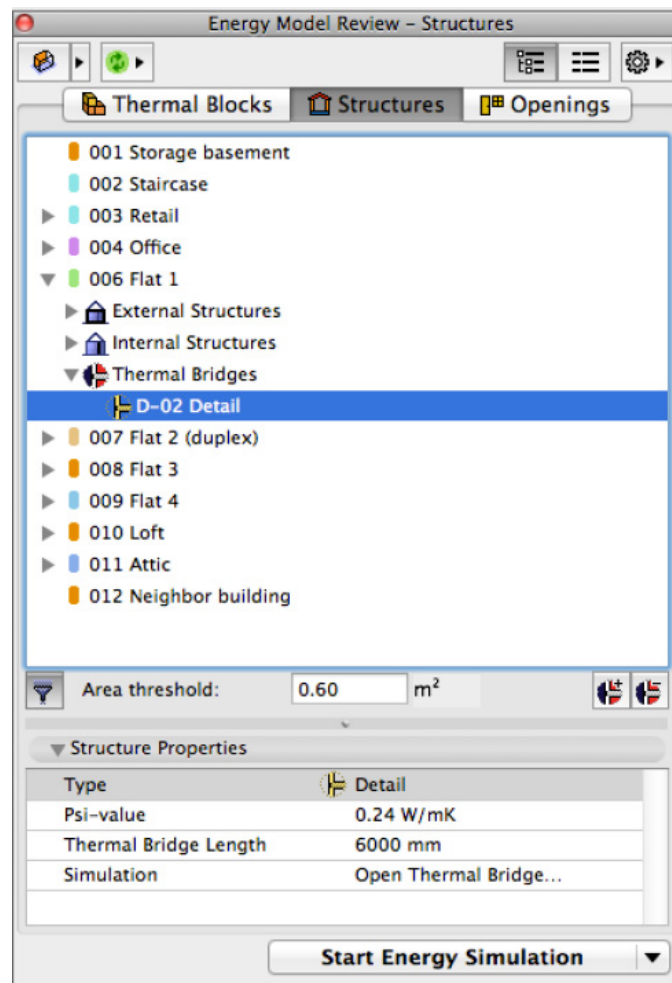 Energy Model Review – Structures
Thermal Blocks Structures Openings
001 Storage basement
002 Staircase
003 Retail
004 Office
006 Flat 1
External Structures
Internal Structures
Thermal Bridges
D-02 Detail
007 Flat 2 (duplex)
008 Flat 3
009 Flat 4
010 Loft
011 Attic
012 Neighbor building
Area threshold: 0.60 m²
Structure Properties
Type Detail
Psi-value 0.24 W/mK
Thermal Bridge Length 6000 mm
Simulation Open Thermal Bridge...
Start Energy Simulation